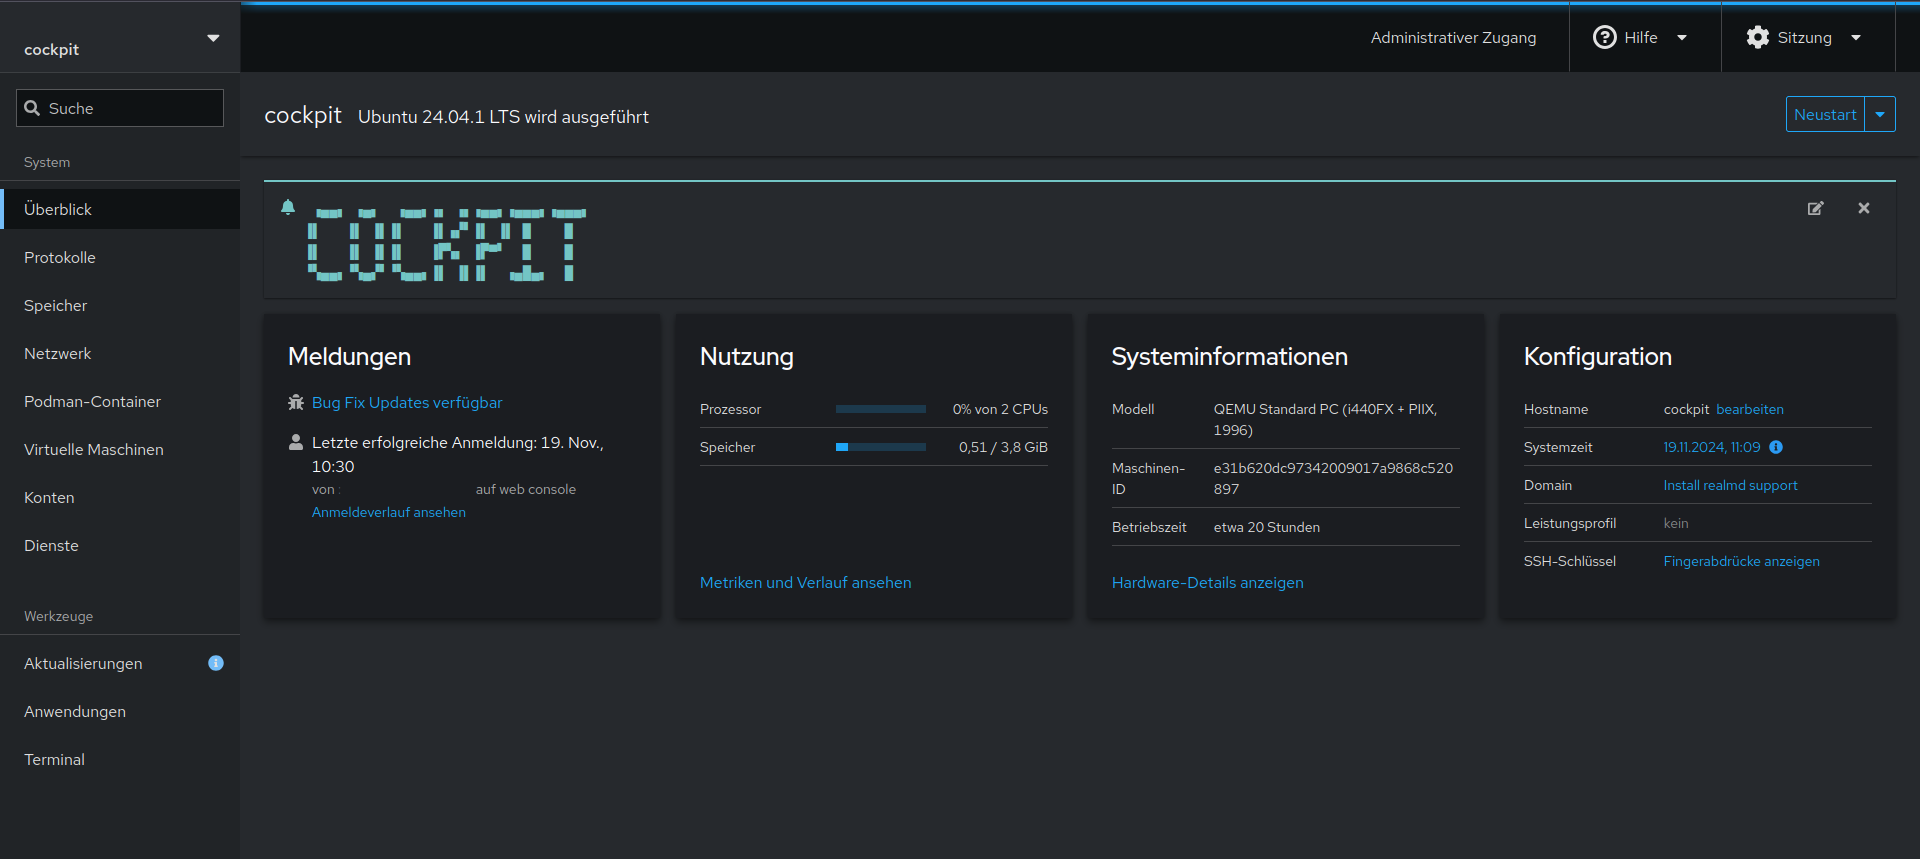 cockpit
Administrativer Zugang
Hilfe
Sitzung
Suche
System
Überblick
Protokolle
Speicher
Netzwerk
Podman-Container
Virtuelle Maschinen
Konten
Dienste
Werkzeuge
Aktualisierungen
Anwendungen
Terminal
cockpit Ubuntu 24.04.1 LTS wird ausgeführt
Neustart
COCKPIT
Meldungen
Bug Fix Updates verfügbar
Letzte erfolgreiche Anmeldung: 19. Nov.,
10:30
von : auf web console
Anmeldeverlauf ansehen
Nutzung
Prozessor 0% von 2 CPUs
Speicher 0,51 / 3,8 GiB
Metriken und Verlauf ansehen
Systeminformationen
Modell QEMU Standard PC (i440FX + PIIX,
1996)
Maschinen- e31b620dc97342009017a9868c520
ID 897
Betriebszeit etwa 20 Stunden
Hardware-Details anzeigen
Konfiguration
Hostname cockpit bearbeiten
Systemzeit 19.11.2024, 11:09
Domain Install realmd support
Leistungsprofil kein
SSH-Schlüssel Fingerabdrücke anzeigen